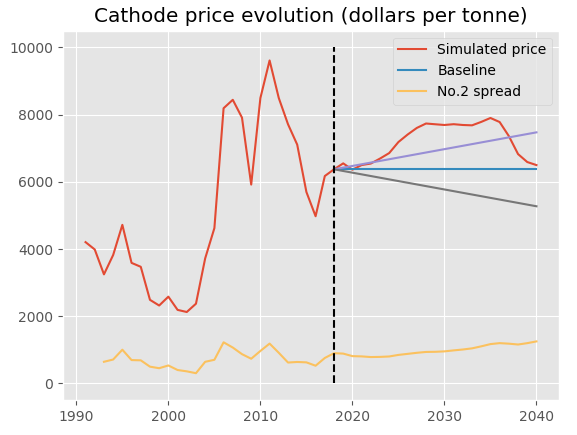 Cathode price evolution (dollars per tonne)
10000
8000
6000
4000
2000
0
Simulated price
Baseline
No.2 spread
1990 2000 2010 2020 2030 2040